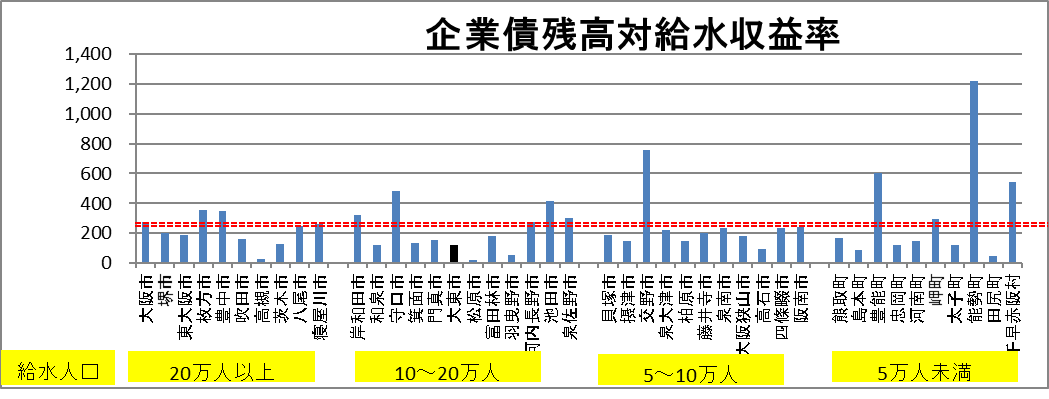 企業債残高対給水収益率
1,400
1,200
1,000
800
600
400
200
0
大阪市
堺市
東大阪市
枚方市
豊中市
吹田市
高槻市
茨木市
八尾市
寝屋川市
岸和田市
和泉市
守口市
箕面市
門真市
大東市
松原市
富田林市
羽曳野市
河内長野市
池田市
泉佐野市
貝塚市
摂津市
交野市
泉大津市
柏原市
藤井寺市
泉南市
大阪狭山市
高石市
四條畷市
阪南市
熊取町
島本町
豊能町
忠岡町
河南町
岬町
太子町
能勢町
田尻町
千早赤阪村
給水人口
20万人以上
10～20万人
5～10万人
5万人未満